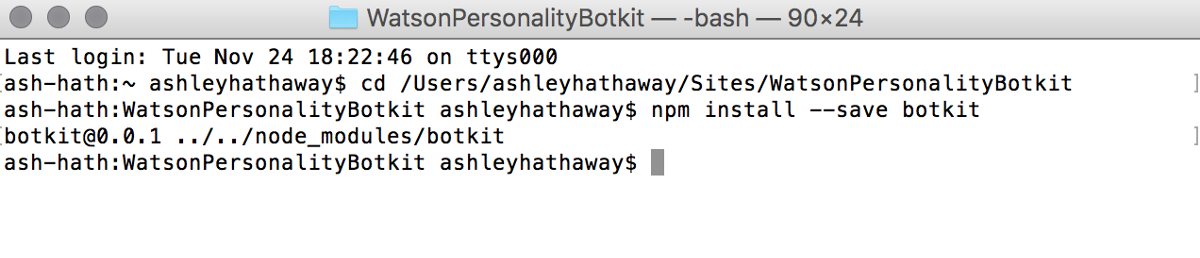 WatsonPersonalityBotkit — -bash — 90×24
Last login: Tue Nov 24 18:22:46 on ttys000
[ash-hath:~ ashleyhathaway$ cd /Users/ashleyhathaway/Sites/WatsonPersonalityBotkit ]
ash-hath:WatsonPersonalityBotkit ashleyhathaway$ npm install --save botkit
[botkit@0.0.1 ../../node_modules/botkit ]
ash-hath:WatsonPersonalityBotkit ashleyhathaway$